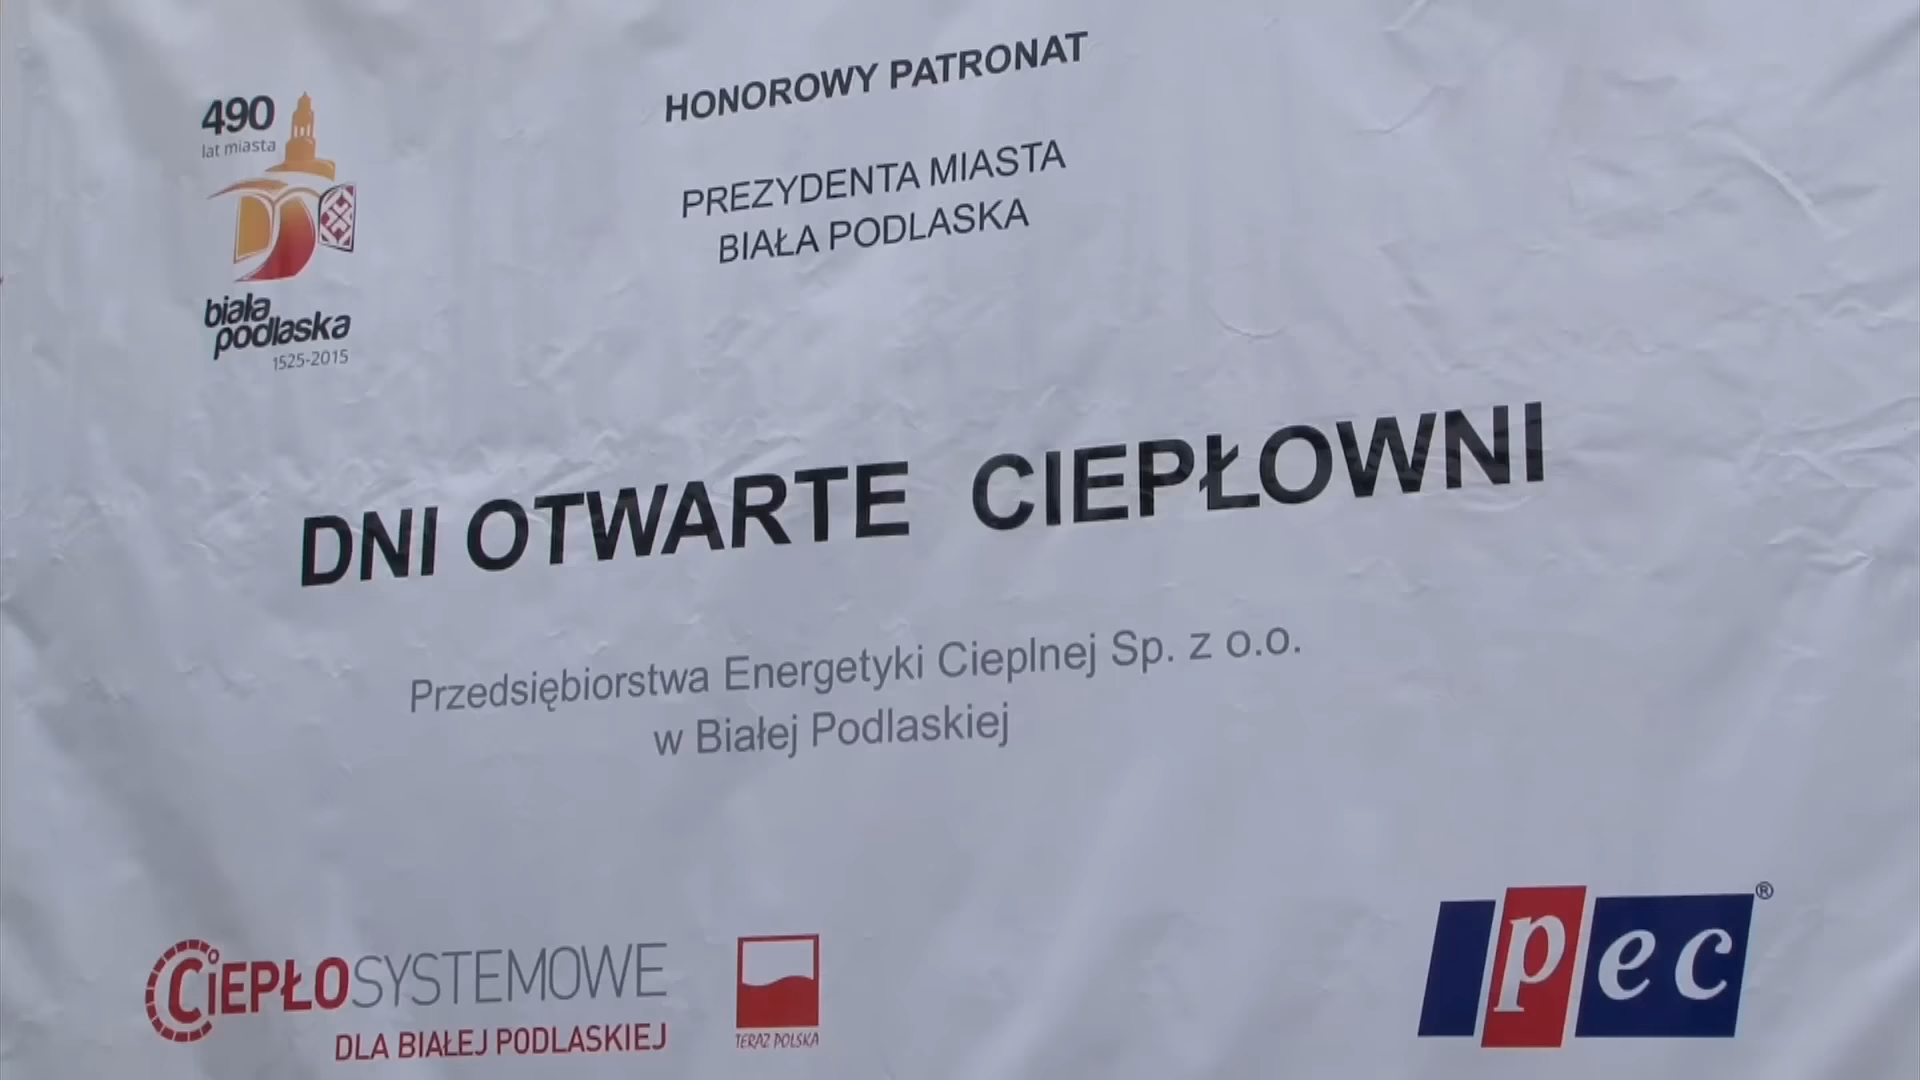 490
lat miasta
biała
podlaska
1525-2015
HONOROWY PATRONAT
PREZYDENTA MIASTA
BIAŁA PODLASKA
DNI OTWARTE CIEPŁOWNI
Przedsiębiorstwa Energetyki Cieplnej Sp. z o.o.
w Białej Podlaskiej
CiEPŁOSYSTEMOWE
DLA BIAŁEJ PODLASKIEJ
TERAZ POLSKA
pec®